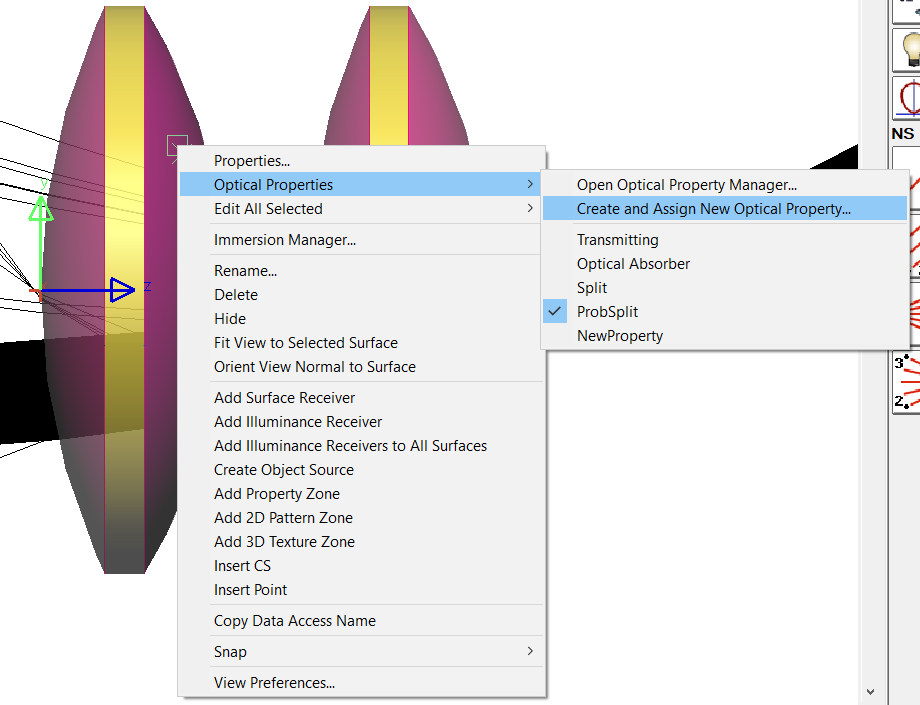 Y
Z
NS
3
2
Properties...
Optical Properties
Edit All Selected
Immersion Manager...
Rename...
Delete
Hide
Fit View to Selected Surface
Orient View Normal to Surface
Add Surface Receiver
Add Illuminance Receiver
Add Illuminance Receivers to All Surfaces
Create Object Source
Add Property Zone
Add 2D Pattern Zone
Add 3D Texture Zone
Insert CS
Insert Point
Copy Data Access Name
Snap
View Preferences...
Open Optical Property Manager...
Create and Assign New Optical Property...
Transmitting
Optical Absorber
Split
ProbSplit
NewProperty